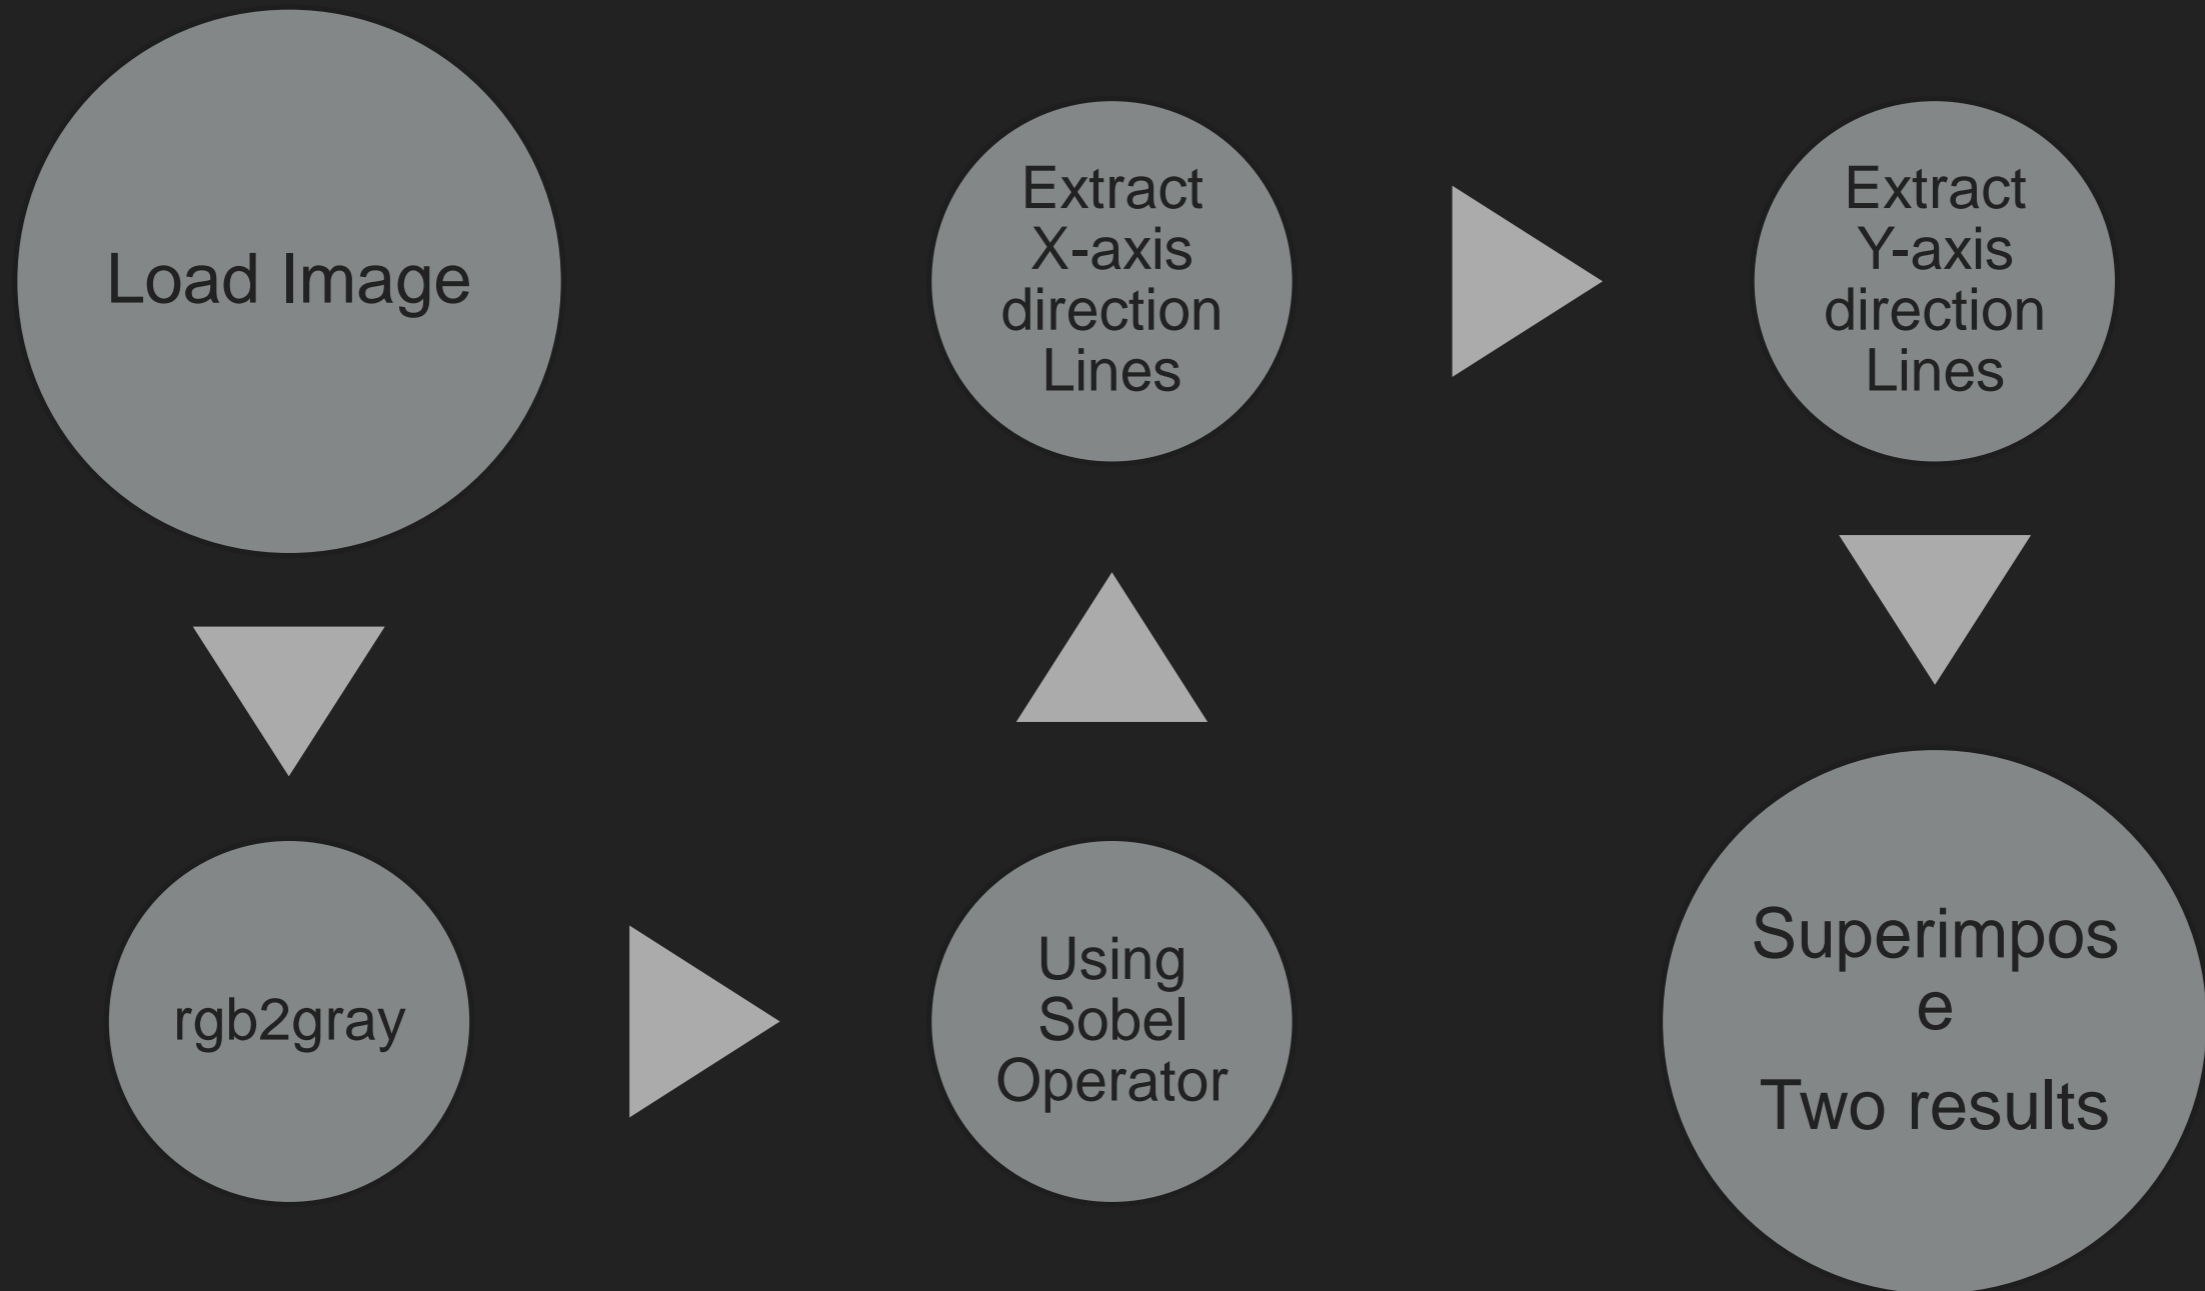 Load Image
rgb2gray
Using
Sobel
Operator
Extract
X-axis
direction
Lines
Extract
Y-axis
direction
Lines
Superimpos
e
Two results